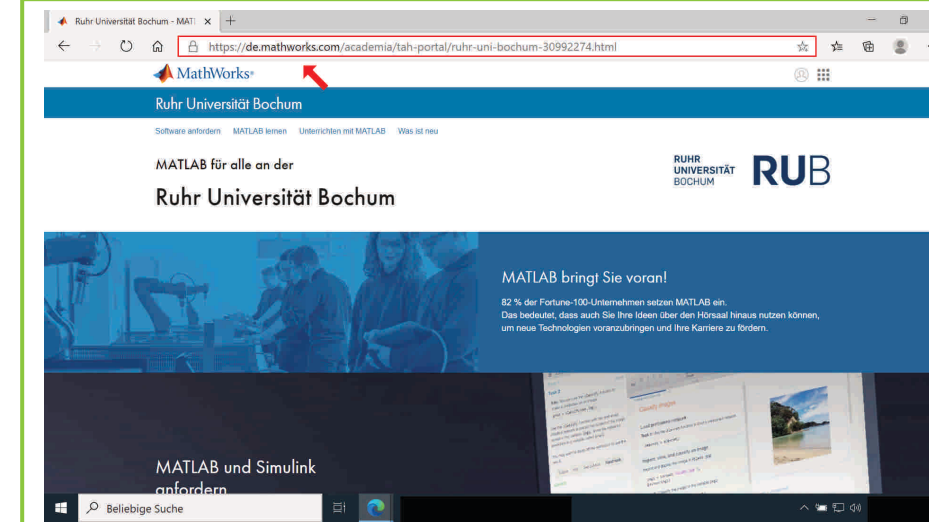 Ruhr Universität Bochum - MAT
https://de.mathworks.com/academia/tah-portal/ruhr-uni-bochum-30992274.html
MathWorks®
Ruhr Universität Bochum
Software anfordern MATLAB lernen Unterrichten mit MATLAB Was ist neu
MATLAB für alle an der
Ruhr Universität Bochum
RUHR
UNIVERSITÄT
BOCHUM
RUB
MATLAB bringt Sie voran!
82 % der Fortune-100-Unternehmen setzen MATLAB ein.
Das bedeutet, dass auch Sie Ihre Ideen über den Hörsaal hinaus nutzen können,
um neue Technologien voranzubringen und Ihre Karriere zu fördern.
MATLAB und Simulink
anfordern
Beliebige Suche